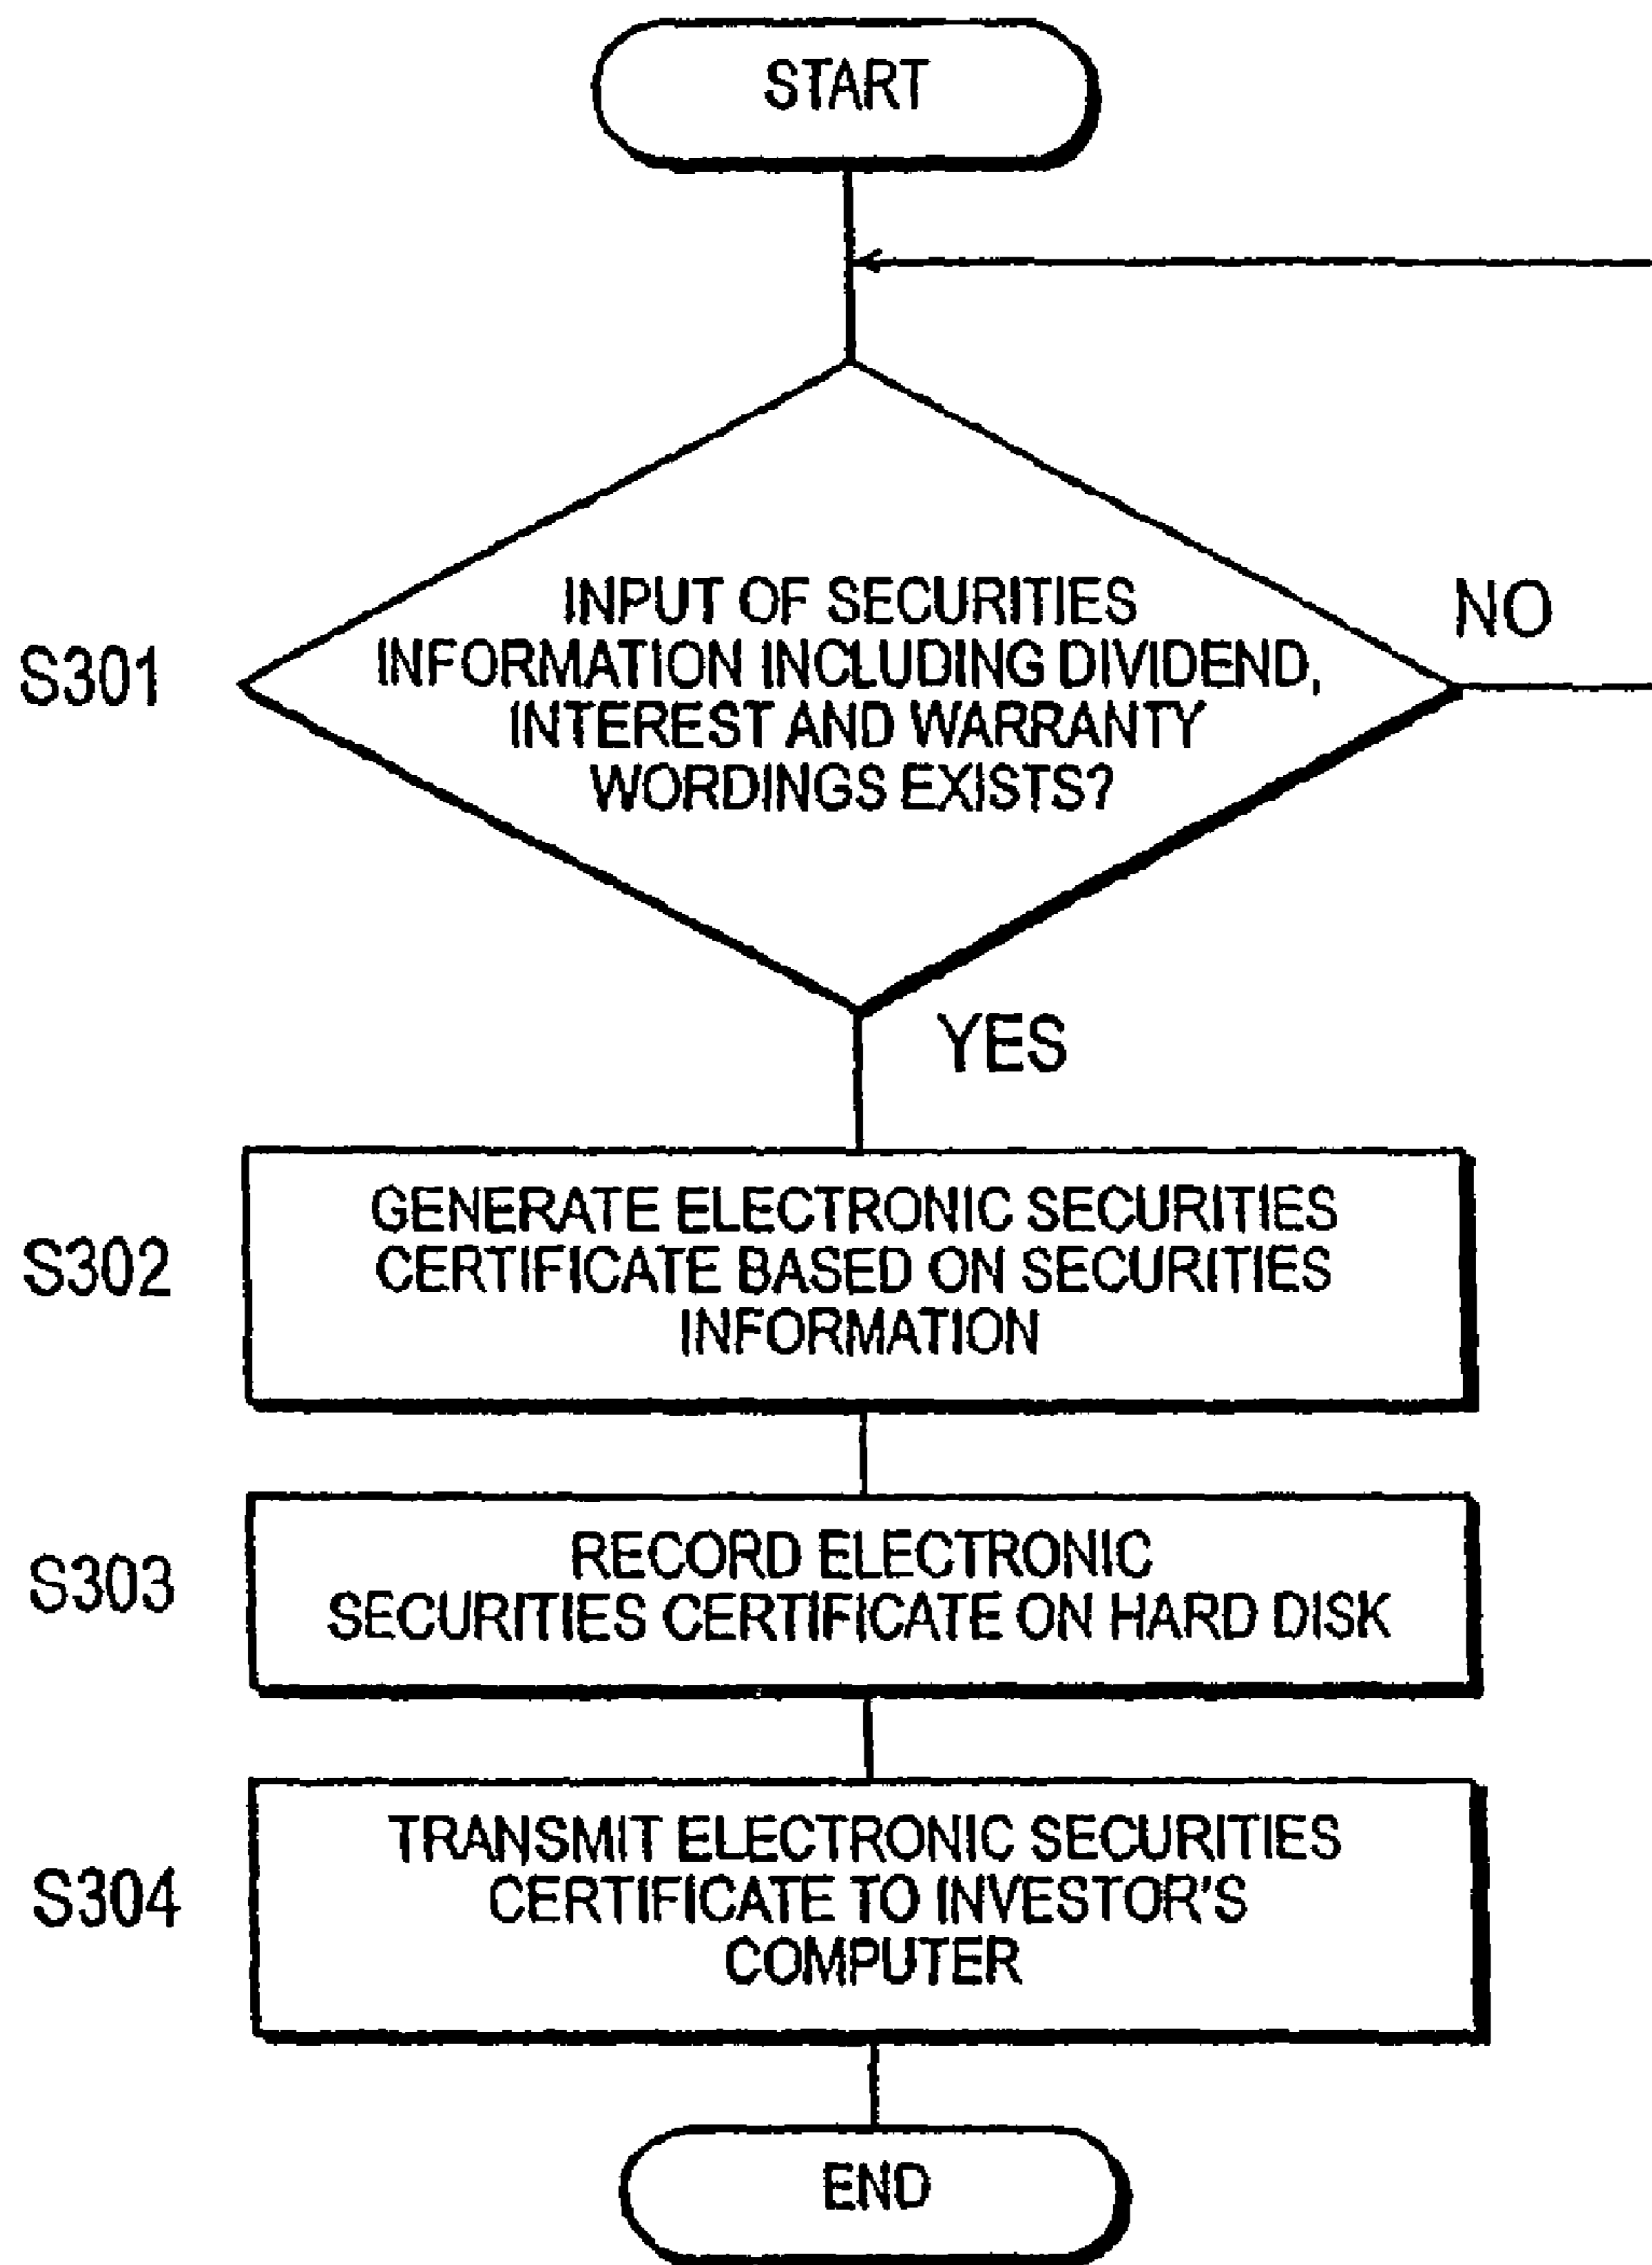 START
S301
INPUT OF SECURITIES
INFORMATION INCLUDING DIVIDEND,
INTEREST AND WARRANTY
WORDINGS EXISTS?
NO
YES
S302
GENERATE ELECTRONIC SECURITIES
CERTIFICATE BASED ON SECURITIES
INFORMATION
S303
RECORD ELECTRONIC
SECURITIES CERTIFICATE ON HARD DISK
S304
TRANSMIT ELECTRONIC SECURITIES
CERTIFICATE TO INVESTOR'S
COMPUTER
END